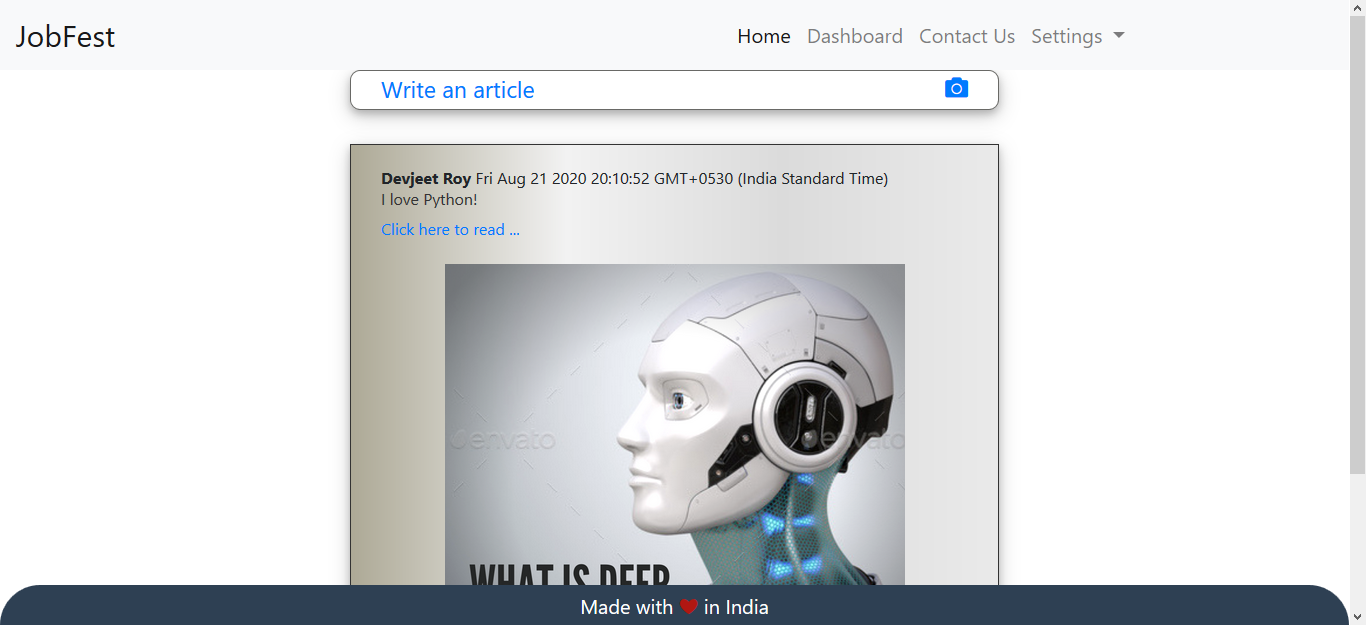 JobFest
Home Dashboard Contact Us Settings
Write an article
Devjeet Roy Fri Aug 21 2020 20:10:52 GMT+0530 (India Standard Time)
I love Python!
Click here to read ...
envato envato
WHAT IS DEEP
Made with ❤ in India